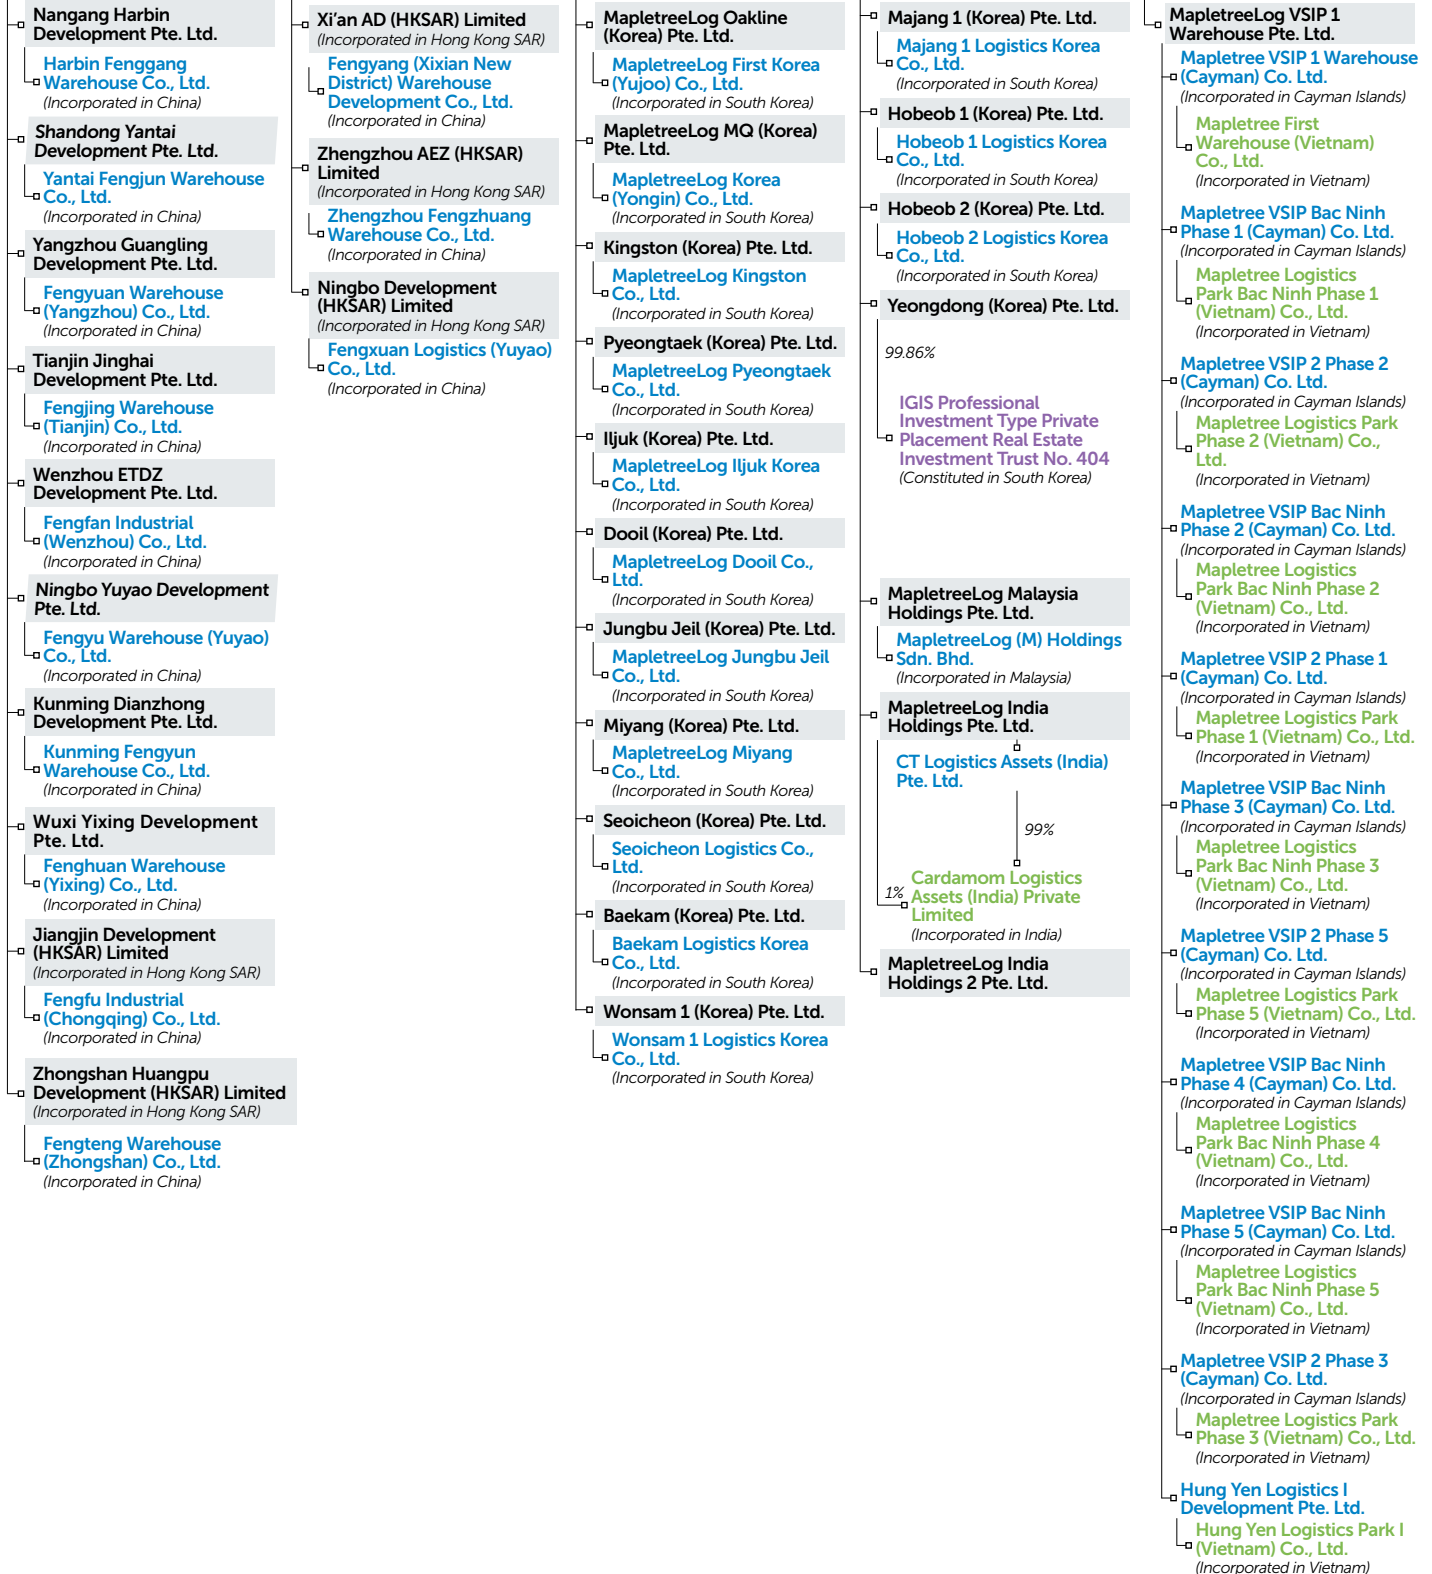 Nangang Harbin
Development Pte. Ltd.
Harbin Fenggang
Warehouse Co., Ltd.
(Incorporated in China)
Shandong Yantai
Development Pte. Ltd.
Yantai Fengjun Warehouse
Co., Ltd.
(Incorporated in China)
Yangzhou Guangling
Development Pte. Ltd.
Fengyuan Warehouse
(Yangzhou) Co., Ltd.
(Incorporated in China)
Tianjin Jinghai
Development Pte. Ltd.
Fengjing Warehouse
(Tianjin) Co., Ltd.
(Incorporated in China)
Wenzhou ETDZ
Development Pte. Ltd.
Fengfan Industrial
(Wenzhou) Co., Ltd.
(Incorporated in China)
Ningbo Yuyao Development
Pte. Ltd.
Fengyu Warehouse (Yuyao)
Co., Ltd.
(Incorporated in China)
Kunming Dianzhong
Development Pte. Ltd.
Kunming Fengyun
Warehouse Co., Ltd.
(Incorporated in China)
Wuxi Yixing Development
Pte. Ltd.
Fenghuan Warehouse
(Yixing) Co., Ltd.
(Incorporated in China)
Jiangjin Development
(HKSAR) Limited
(Incorporated in Hong Kong SAR)
Fengfu Industrial
(Chongqing) Co., Ltd.
(Incorporated in China)
Zhongshan Huangpu
Development (HKSAR) Limited
(Incorporated in Hong Kong SAR)
Fengteng Warehouse
(Zhongshan) Co., Ltd.
(Incorporated in China)
Xi'an AD (HKSAR) Limited
(Incorporated in Hong Kong SAR)
Fengyang (Xixian New
District) Warehouse
Development Co., Ltd.
(Incorporated in China)
Zhengzhou AEZ (HKSAR)
Limited
(Incorporated in Hong Kong SAR)
Zhengzhou Fengzhuang
Warehouse Co., Ltd.
(Incorporated in China)
Ningbo Development
(HKSAR) Limited
(Incorporated in Hong Kong SAR)
Fengxuan Logistics (Yuyao)
Co., Ltd.
(Incorporated in China)
MapletreeLog Oakline
(Korea) Pte. Ltd.
MapletreeLog First Korea
(Yujoo) Co., Ltd.
(Incorporated in South Korea)
MapletreeLog MQ (Korea)
Pte. Ltd.
MapletreeLog Korea
(Yongin) Co., Ltd.
(Incorporated in South Korea)
Kingston (Korea) Pte. Ltd.
MapletreeLog Kingston
Co., Ltd.
(Incorporated in South Korea)
Pyeongtaek (Korea) Pte. Ltd.
MapletreeLog Pyeongtaek
Co., Ltd.
(Incorporated in South Korea)
Iljuk (Korea) Pte. Ltd.
MapletreeLog Iljuk Korea
Co., Ltd.
(Incorporated in South Korea)
Dooil (Korea) Pte. Ltd.
MapletreeLog Dooil Co.,
Ltd.
(Incorporated in South Korea)
Jungbu Jeil (Korea) Pte. Ltd.
MapletreeLog Jungbu Jeil
Co., Ltd.
(Incorporated in South Korea)
Miyang (Korea) Pte. Ltd.
MapletreeLog Miyang
Co., Ltd.
(Incorporated in South Korea)
Seoicheon (Korea) Pte. Ltd.
Seoicheon Logistics Co.,
Ltd.
(Incorporated in South Korea)
Baekam (Korea) Pte. Ltd.
Baekam Logistics Korea
Co., Ltd.
(Incorporated in South Korea)
Wonsam 1 (Korea) Pte. Ltd.
Wonsam 1 Logistics Korea
Co., Ltd.
(Incorporated in South Korea)
Majang 1 (Korea) Pte. Ltd.
Majang 1 Logistics Korea
Co., Ltd.
(Incorporated in South Korea)
Hobeob 1 (Korea) Pte. Ltd.
Hobeob 1 Logistics Korea
Co., Ltd.
(Incorporated in South Korea)
Hobeob 2 (Korea) Pte. Ltd.
Hobeob 2 Logistics Korea
Co., Ltd.
(Incorporated in South Korea)
Yeongdong (Korea) Pte. Ltd.
99.86%
IGIS Professional
Investment Type Private
Placement Real Estate
Investment Trust No. 404
(Constituted in South Korea)
MapletreeLog Malaysia
Holdings Pte. Ltd.
MapletreeLog (M) Holdings
Sdn. Bhd.
(Incorporated in Malaysia)
MapletreeLog India
Holdings Pte. Ltd.
CT Logistics Assets (India)
Pte. Ltd.
99%
1%
Cardamom Logistics
Assets (India) Private
Limited
(Incorporated in India)
MapletreeLog India
Holdings 2 Pte. Ltd.
MapletreeLog VSIP 1
Warehouse Pte. Ltd.
Mapletree VSIP 1 Warehouse
(Cayman) Co. Ltd.
(Incorporated in Cayman Islands)
Mapletree First
Warehouse (Vietnam)
Co., Ltd.
(Incorporated in Vietnam)
Mapletree VSIP Bac Ninh
Phase 1 (Cayman) Co. Ltd.
(Incorporated in Cayman Islands)
Mapletree Logistics
Park Bac Ninh Phase 1
(Vietnam) Co., Ltd.
(Incorporated in Vietnam)
Mapletree VSIP 2 Phase 2
(Cayman) Co. Ltd.
(Incorporated in Cayman Islands)
Mapletree Logistics Park
Phase 2 (Vietnam) Co.,
Ltd.
(Incorporated in Vietnam)
Mapletree VSIP Bac Ninh
Phase 2 (Cayman) Co. Ltd.
(Incorporated in Cayman Islands)
Mapletree Logistics
Park Bac Ninh Phase 2
(Vietnam) Co., Ltd.
(Incorporated in Vietnam)
Mapletree VSIP 2 Phase 1
(Cayman) Co. Ltd.
(Incorporated in Cayman Islands)
Mapletree Logistics Park
Phase 1 (Vietnam) Co., Ltd.
(Incorporated in Vietnam)
Mapletree VSIP Bac Ninh
Phase 3 (Cayman) Co. Ltd.
(Incorporated in Cayman Islands)
Mapletree Logistics
Park Bac Ninh Phase 3
(Vietnam) Co., Ltd.
(Incorporated in Vietnam)
Mapletree VSIP 2 Phase 5
(Cayman) Co. Ltd.
(Incorporated in Cayman Islands)
Mapletree Logistics Park
Phase 5 (Vietnam) Co., Ltd.
(Incorporated in Vietnam)
Mapletree VSIP Bac Ninh
Phase 4 (Cayman) Co. Ltd.
(Incorporated in Cayman Islands)
Mapletree Logistics
Park Bac Ninh Phase 4
(Vietnam) Co., Ltd.
(Incorporated in Vietnam)
Mapletree VSIP Bac Ninh
Phase 5 (Cayman) Co. Ltd.
(Incorporated in Cayman Islands)
Mapletree Logistics
Park Bac Ninh Phase 5
(Vietnam) Co., Ltd.
(Incorporated in Vietnam)
Mapletree VSIP 2 Phase 3
(Cayman) Co. Ltd.
(Incorporated in Cayman Islands)
Mapletree Logistics Park
Phase 3 (Vietnam) Co., Ltd.
(Incorporated in Vietnam)
Hung Yen Logistics I
Development Pte. Ltd.
Hung Yen Logistics Park I
(Vietnam) Co., Ltd.
(Incorporated in Vietnam)